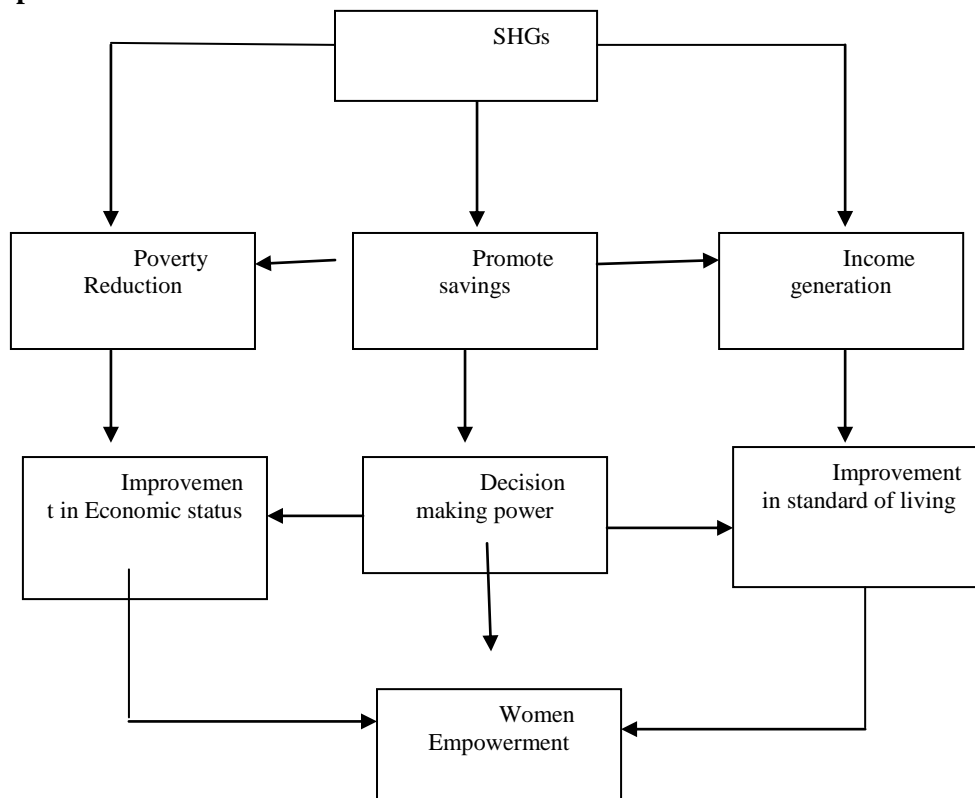 SHGs
Poverty
Reduction
Promote
savings
Income
generation
Improvemen
t in Economic status
Decision
making power
Improvement
in standard of living
Women
Empowerment